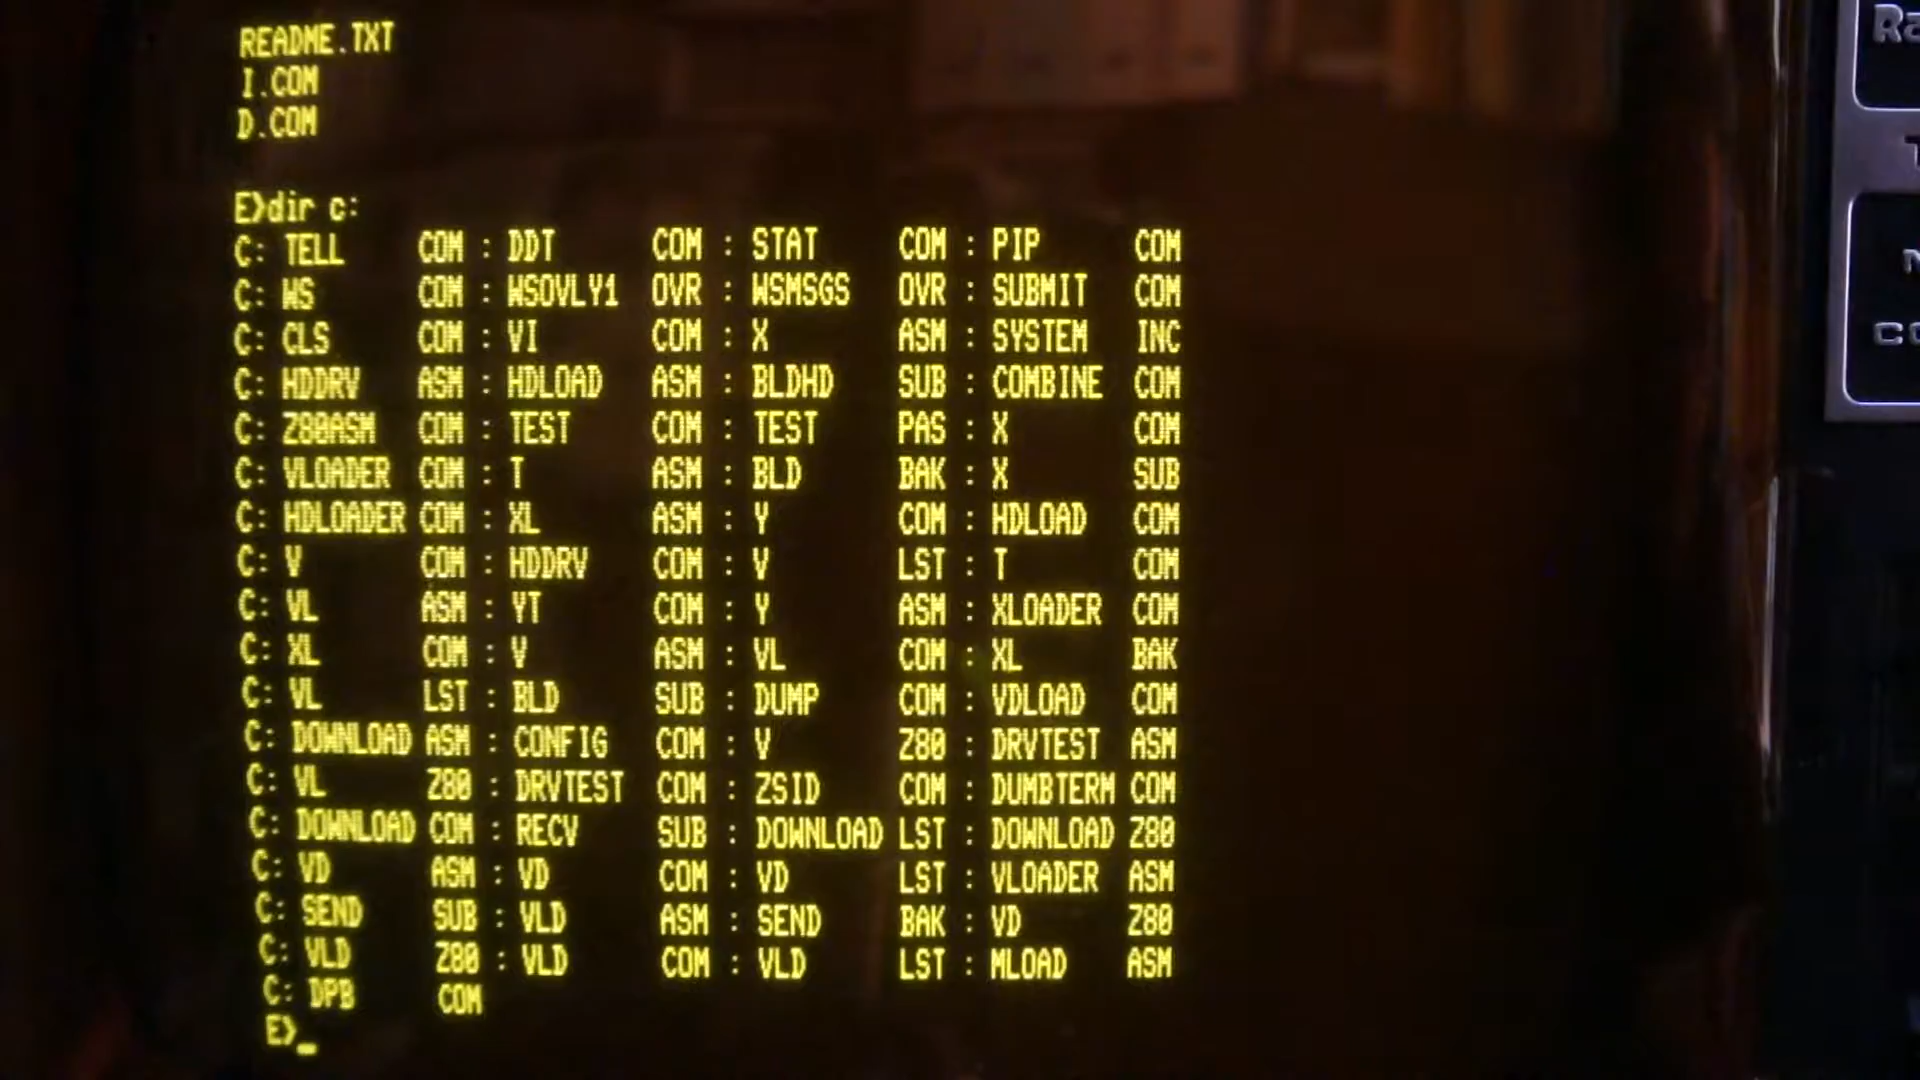 README.TXT
I.COM
D.COM
E>dir c:
C: TELL COM : DDT COM : STAT COM : PIP COM
C: WS COM : WSOVLY1 OVR : WSMSGS OVR : SUBMIT COM
C: CLS COM : VI COM : X ASM : SYSTEM INC
C: HDDRV ASM : HDLOAD ASM : BLDHD SUB : COMBINE COM
C: Z80ASM COM : TEST COM : TEST PAS : X COM
C: VLOADER COM : T ASM : BLD BAK : X SUB
C: HDLOADER COM : XL ASM : Y COM : HDLOAD COM
C: V COM : HDDRV COM : V LST : T COM
C: VL ASM : YT COM : Y ASM : XLOADER COM
C: XL COM : V ASM : VL COM : XL BAK
C: VL LST : BLD SUB : DUMP COM : VDLOAD COM
C: DOWNLOAD ASM : CONFIG COM : V Z80 : DRVTEST ASM
C: VL Z80 : DRVTEST COM : ZSID COM : DUMBTERM COM
C: DOWNLOAD COM : RECV SUB : DOWNLOAD LST : DOWNLOAD Z80
C: VD ASM : VD COM : VD LST : VLOADER ASM
C: SEND SUB : VLD ASM : SEND BAK : VD Z80
C: VLD Z80 : VLD COM : VLD LST : MLOAD ASM
C: DPB COM
E>_